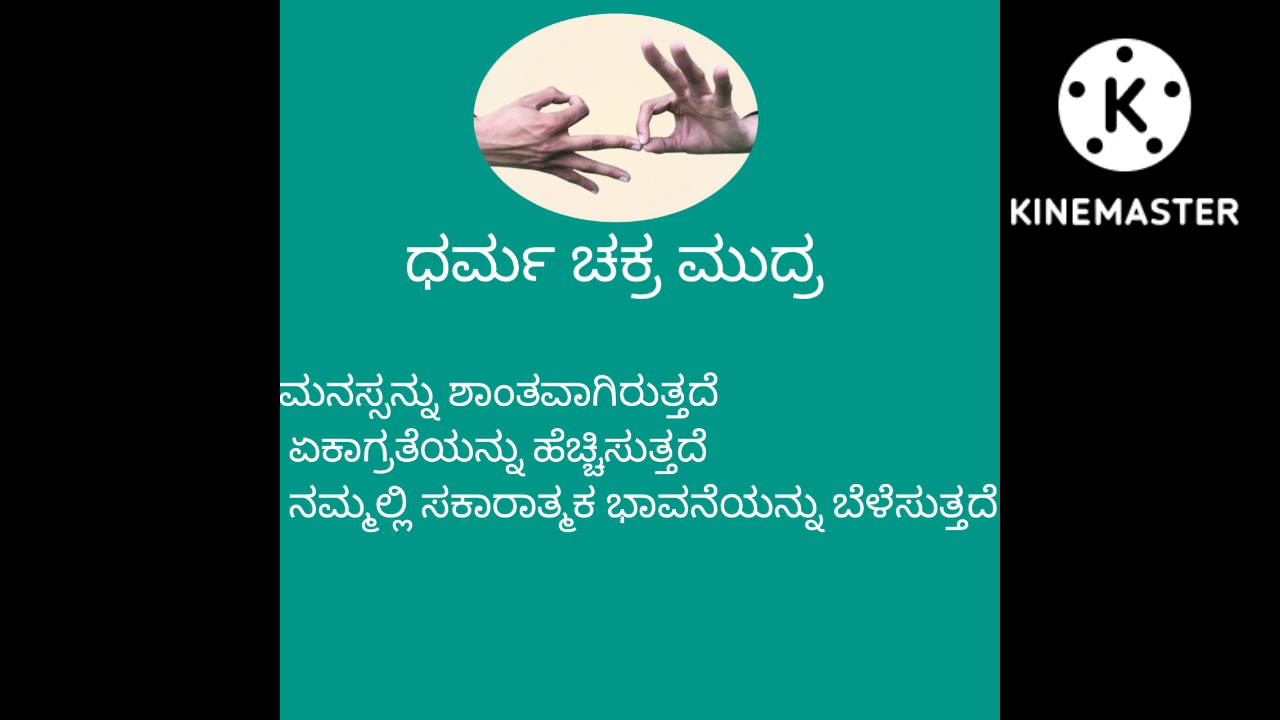 KINEMASTER
ಧರ್ಮ ಚಕ್ರ ಮುದ್ರ
ಮನಸ್ಸನ್ನು ಶಾಂತವಾಗಿರುತ್ತದೆ
ಏಕಾಗ್ರತೆಯನ್ನು ಹೆಚ್ಚಿಸುತ್ತದೆ
ನಮ್ಮಲ್ಲಿ ಸಕಾರಾತ್ಮಕ ಭಾವನೆಯನ್ನು ಬೆಳೆಸುತ್ತದೆ